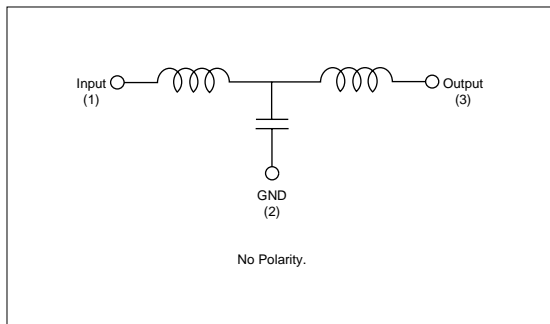 Input
(1)
Output
(3)
GND
(2)
No Polarity.